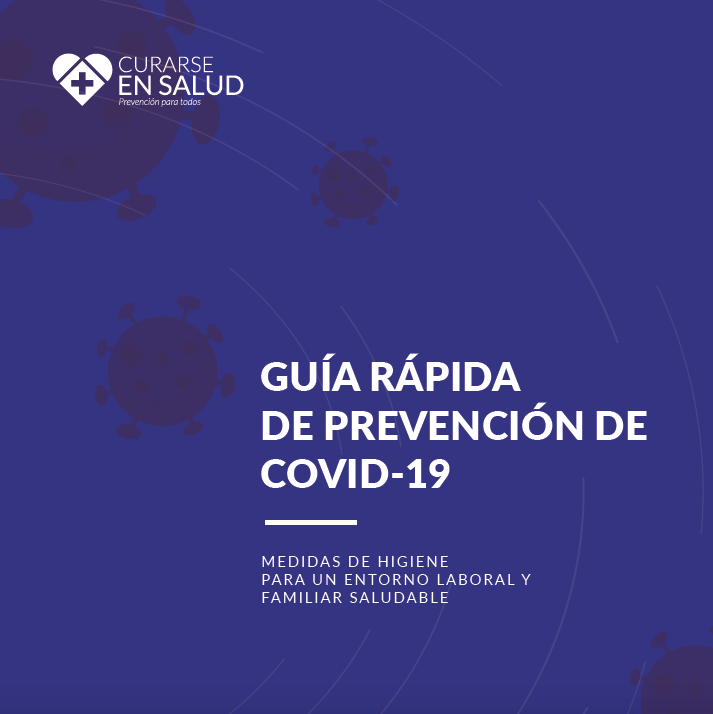 CURARSE
EN SALUD
Prevención para todos
GUÍA RÁPIDA
DE PREVENCIÓN DE
COVID-19
MEDIDAS DE HIGIENE
PARA UN ENTORNO LABORAL Y
FAMILIAR SALUDABLE